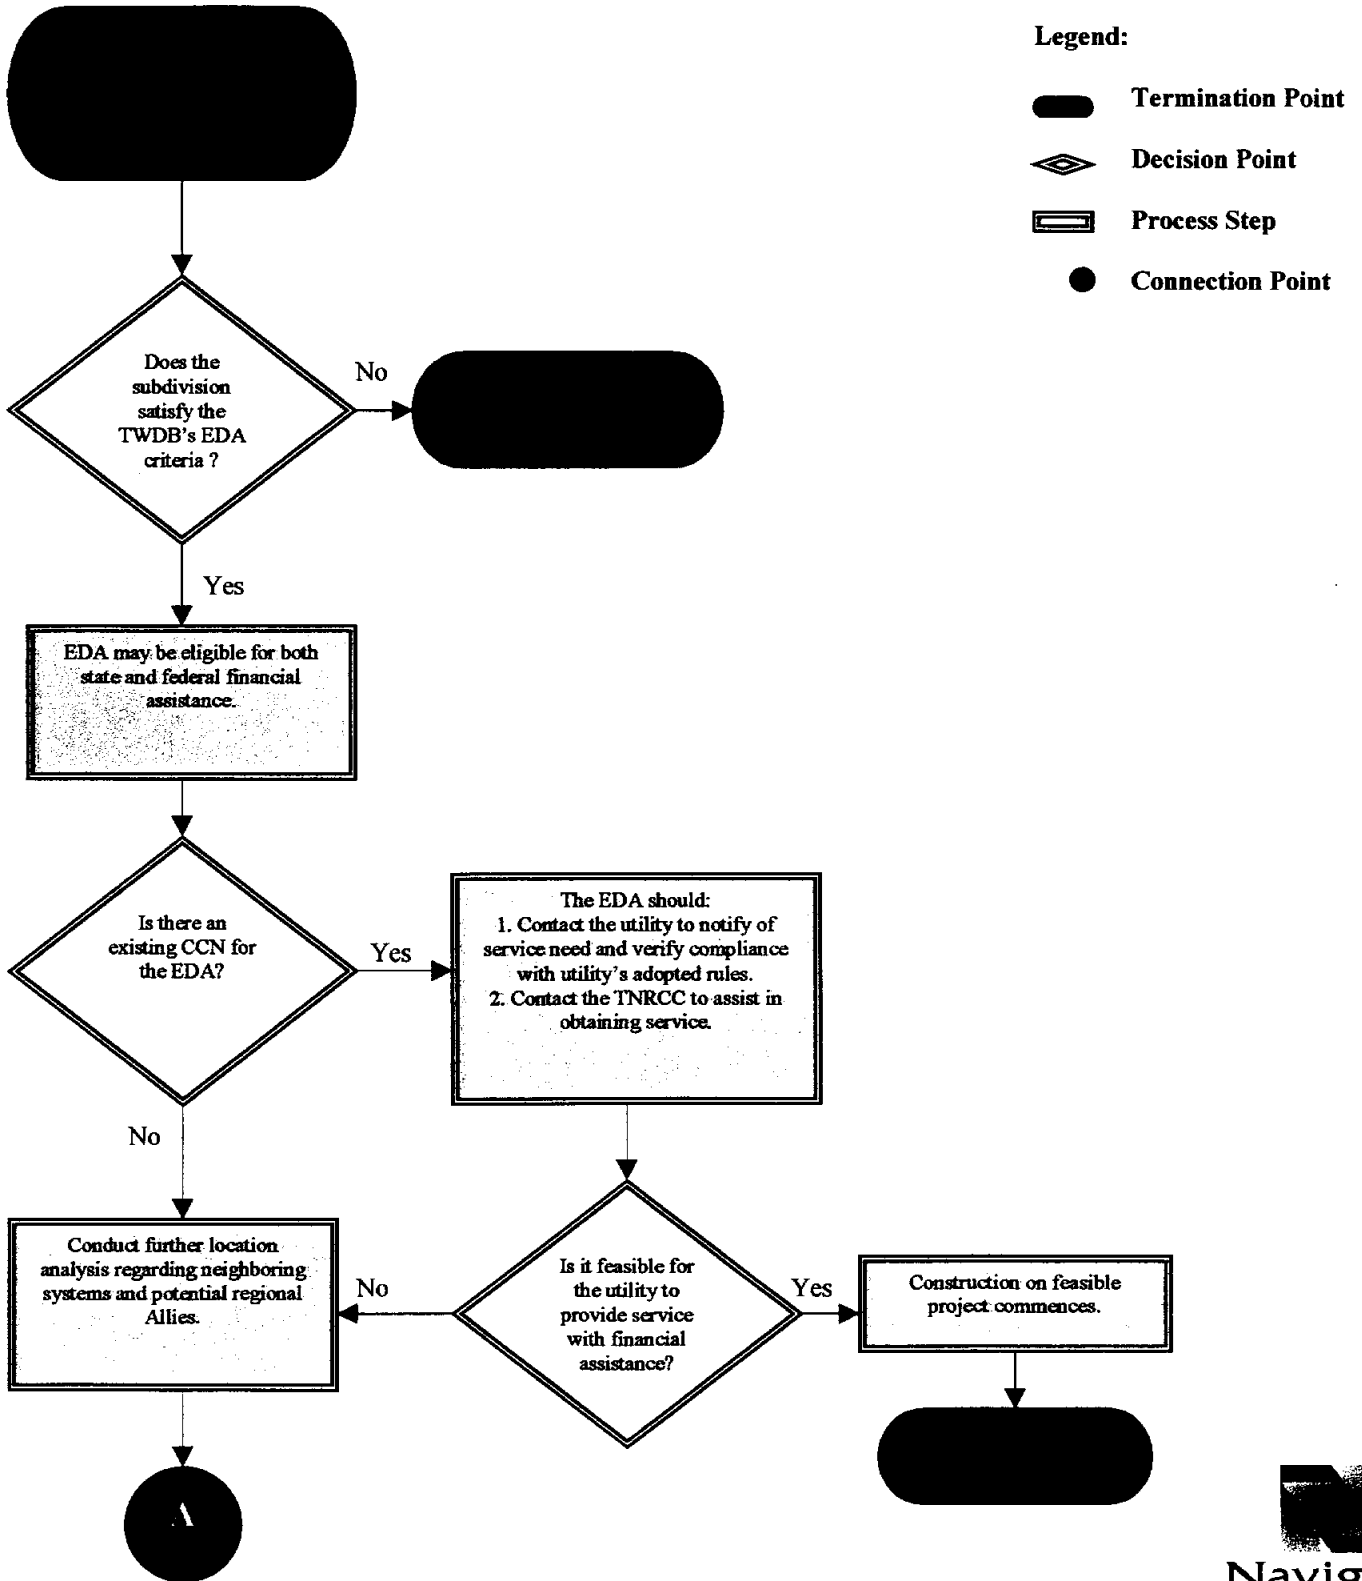 Legend:
Termination Point
Decision Point
Process Step
Connection Point
Does the
subdivision
satisfy the
TWDB's EDA
criteria ?
No
Yes
EDA may be eligible for both
state and federal financial
assistance.
Is there an
existing CCN for
the EDA?
Yes
The EDA should:
1. Contact the utility to notify of
service need and verify compliance
with utility's adopted rules.
2. Contact the TNRCC to assist in
obtaining service.
No
Conduct further location
analysis regarding neighboring
systems and potential regional
Allies.
No
Is it feasible for
the utility to
provide service
with financial
assistance?
Yes
Construction on feasible
project commences.
A
Navig